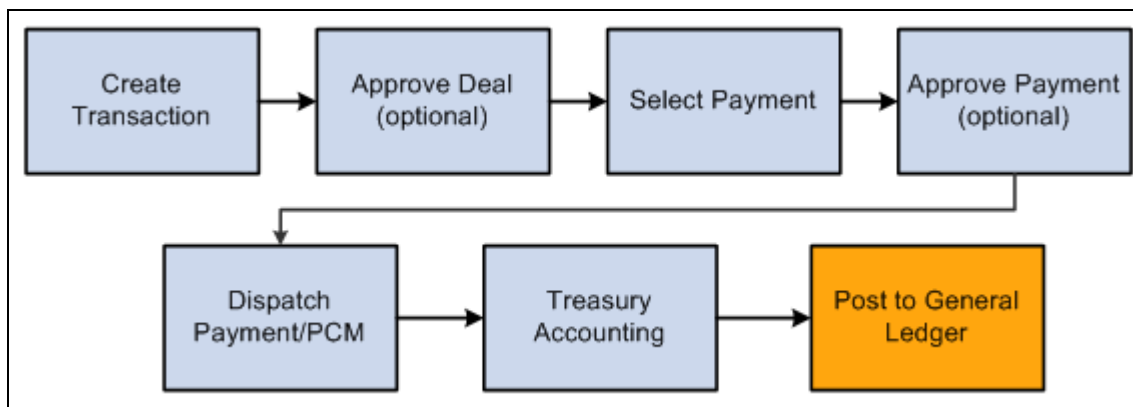 Create
Transaction
Approve Deal
(optional)
Select Payment
Approve Payment
(optional)
Dispatch
Payment/PCM
Treasury
Accounting
Post to General
Ledger